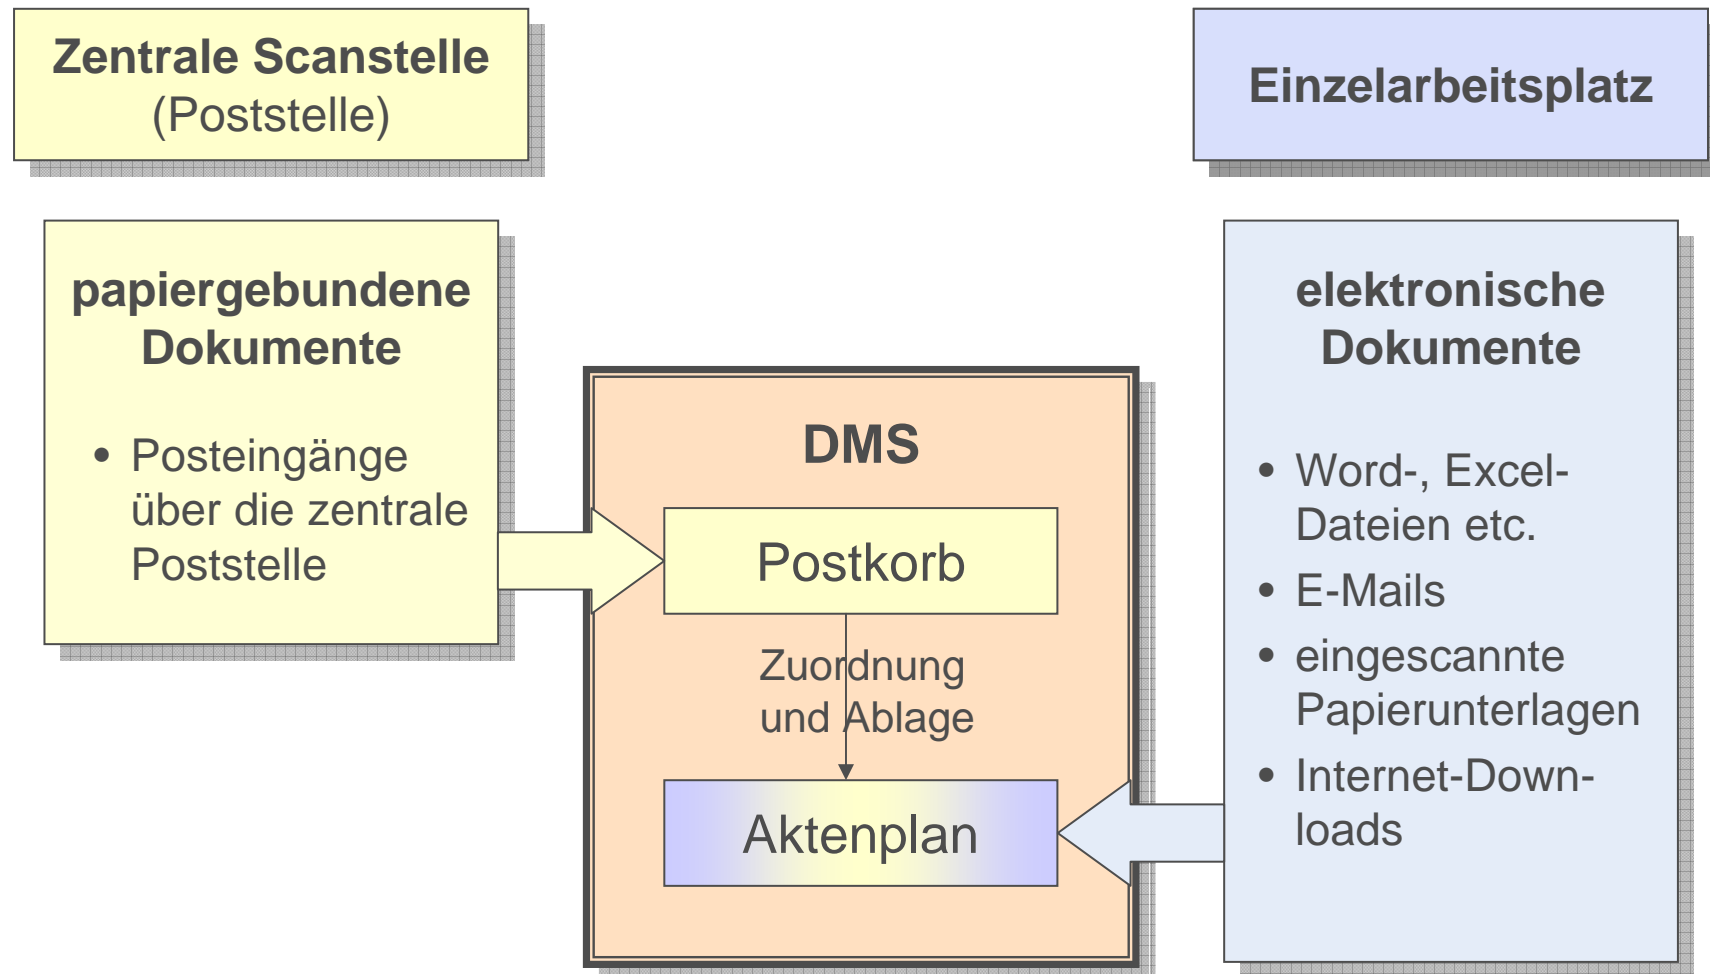 Zentrale Scanstelle
(Poststelle)
Einzelarbeitsplatz
papiergebundene
Dokumente
• Posteingänge
über die zentrale
Poststelle
DMS
Postkorb
Zuordnung
und Ablage
Aktenplan
elektronische
Dokumente
• Word-, Excel-
Dateien etc.
• E-Mails
• eingescannte
Papierunterlagen
• Internet-Down-
loads